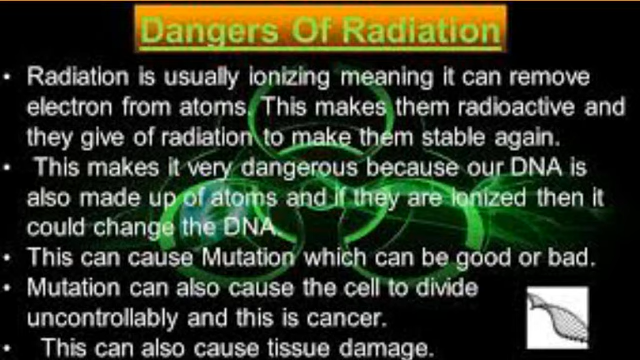 Dangers Of Radiation
• Radiation is usually ionizing meaning it can remove
electron from atoms. This makes them radioactive and
they give of radiation to make them stable again.
• This makes it very dangerous because our DNA is
also made up of atoms and if they are Ionized then it
could change the DNA.
• This can cause Mutation which can be good or bad.
• Mutation can also cause the cell to divide
uncontrollably and this is cancer.
• This can also cause tissue damage.